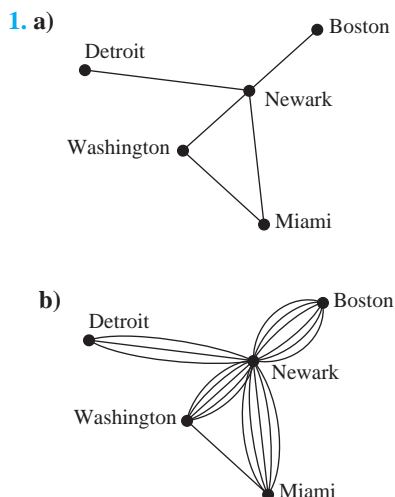 1. a)
Boston
Detroit
Newark
Washington
Miami
b)
Boston
Detroit
Newark
Washington
Miami